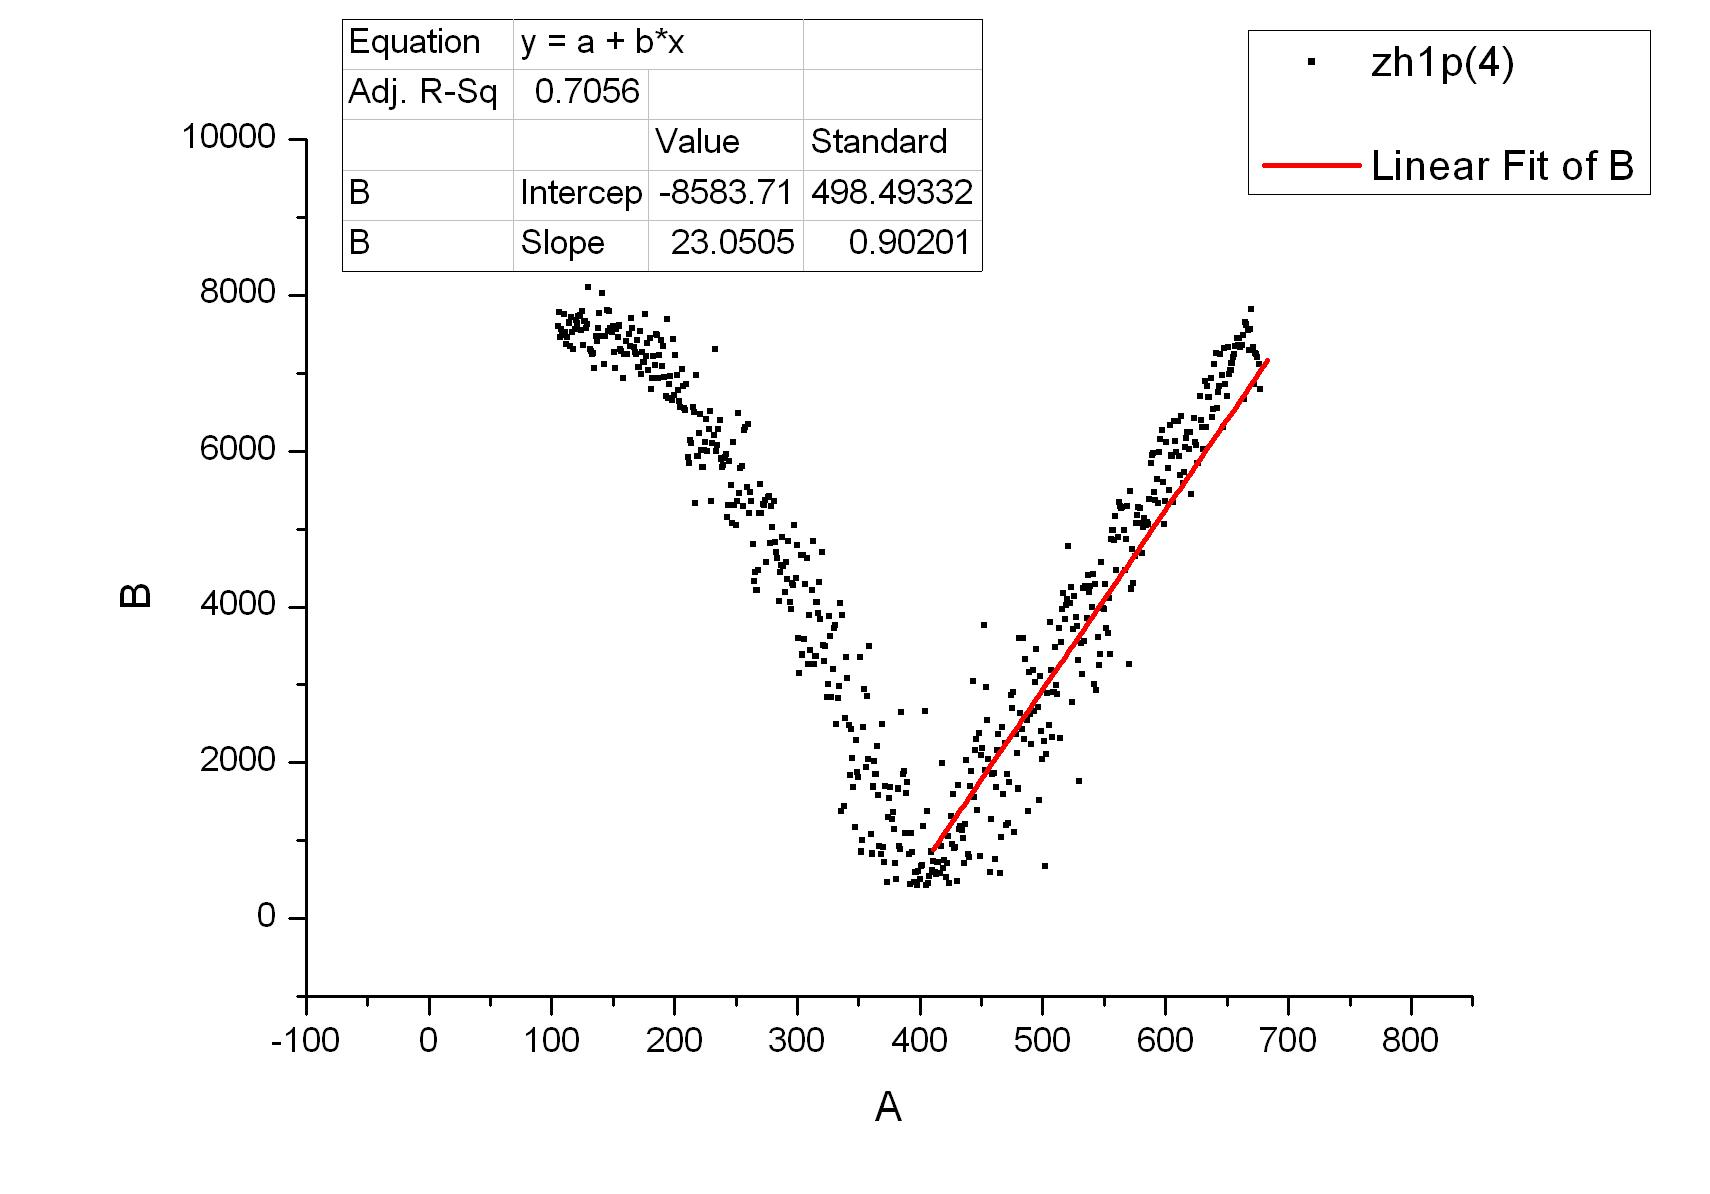 Equation y = a + b*x
Adj. R-Sq 0.7056
Value Standard
B Intercep -8583.71 498.49332
B Slope 23.0505 0.90201
zh1p(4)
Linear Fit of B
10000
8000
6000
4000
2000
0
B
-100 0 100 200 300 400 500 600 700 800
A